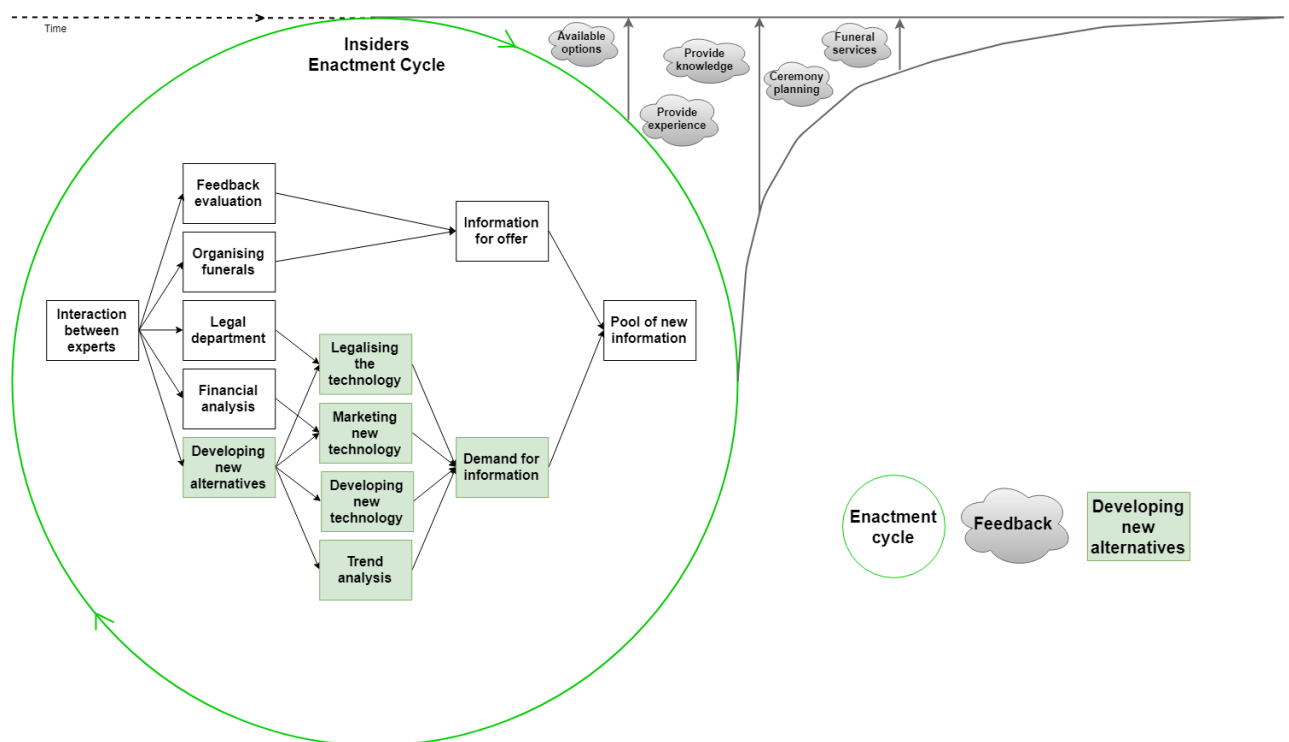 Time
Insiders
Enactment Cycle
Available
options
Provide
knowledge
Funeral
services
Ceremony
planning
Provide
experience
Feedback
evaluation
Information
for offer
Organising
funerals
Interaction
between
experts
Legal
department
Pool of new
information
Legalising
the
technology
Financial
analysis
Marketing
new
technology
Developing
new
alternatives
Demand for
information
Developing
new
technology
Trend
analysis
Enactment
cycle
Feedback
Developing
new
alternatives